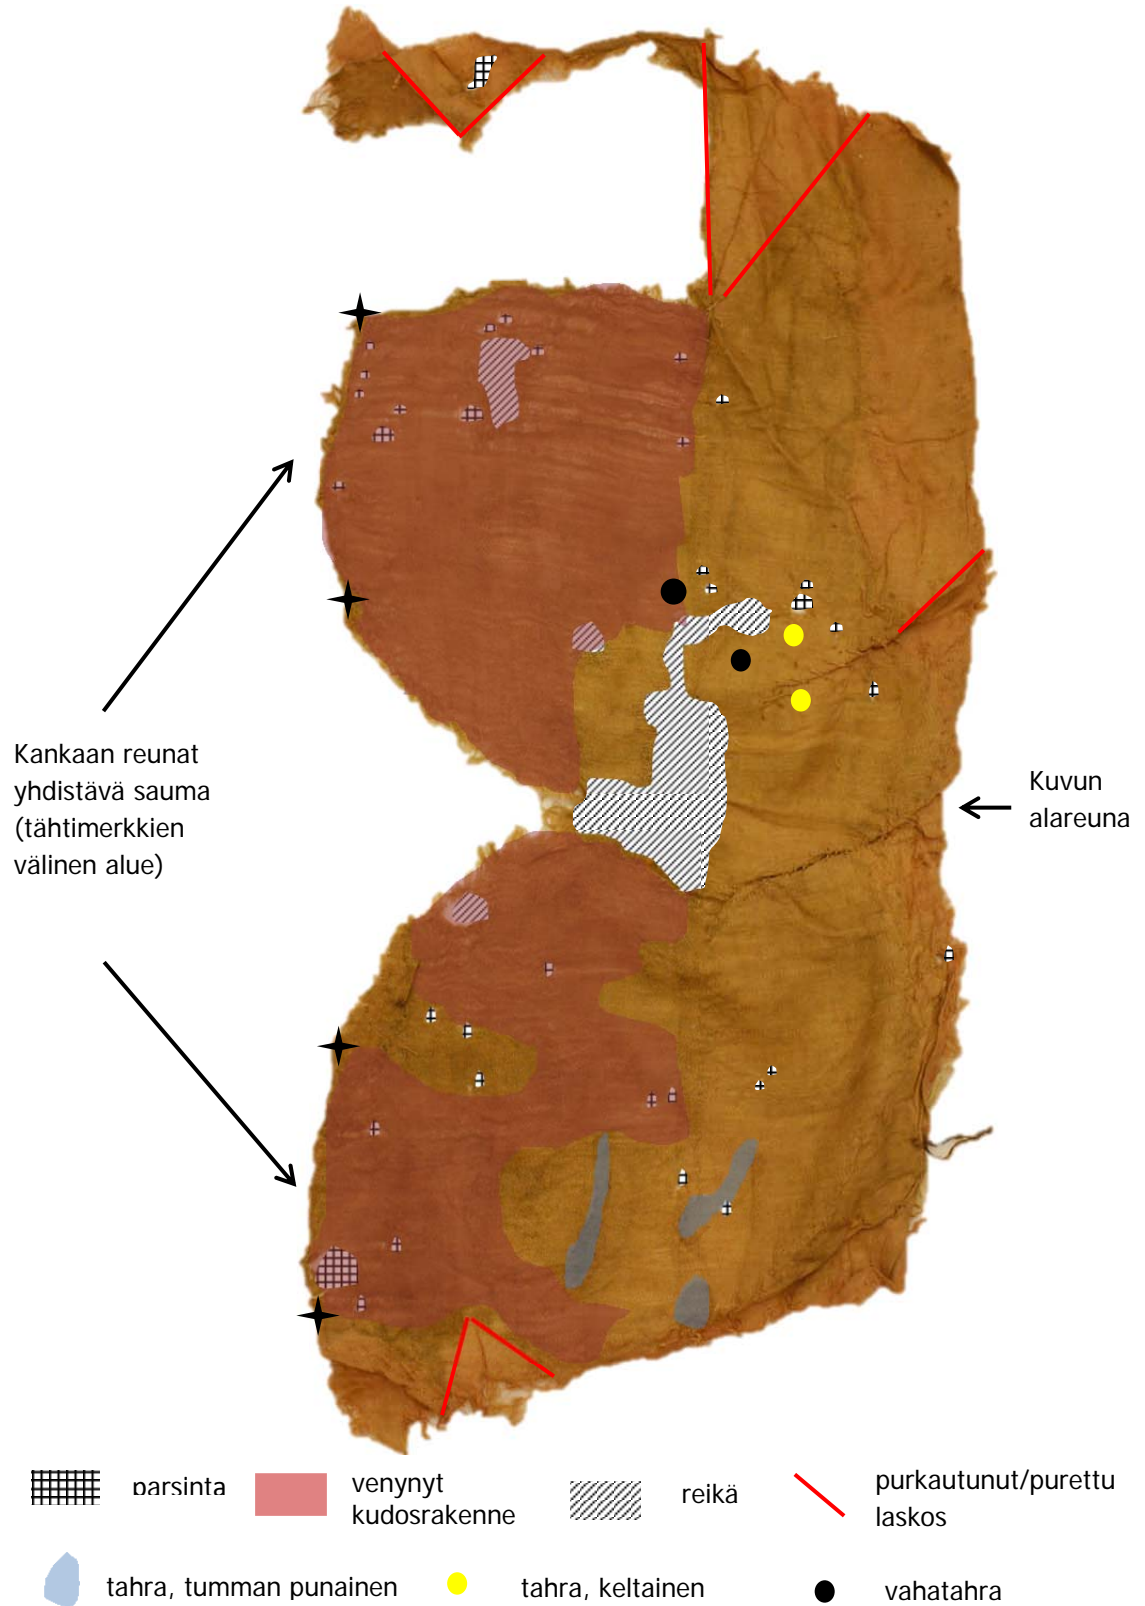 Kankaan reunat
yhdistävä sauma
(tähtimerkkien
välinen alue)
Kuvun
alareuna
parsinta
venynyt
kudosrakenne
reikä
purkautunut/purettu
laskos
tahra, tumman punainen
tahra, keltainen
vahatahra